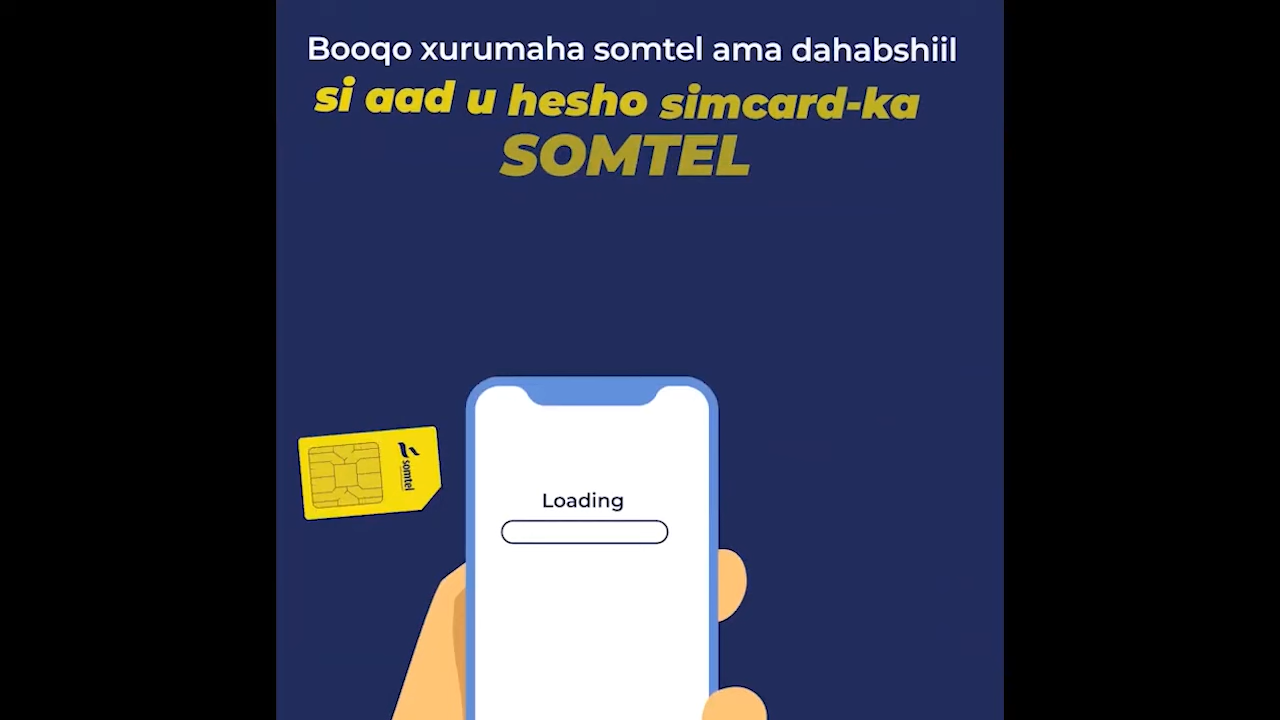 Booqo xurumaha somtel ama dahabshiil
si aad u hesho simcard-ka
SOMTEL
somtel
Loading